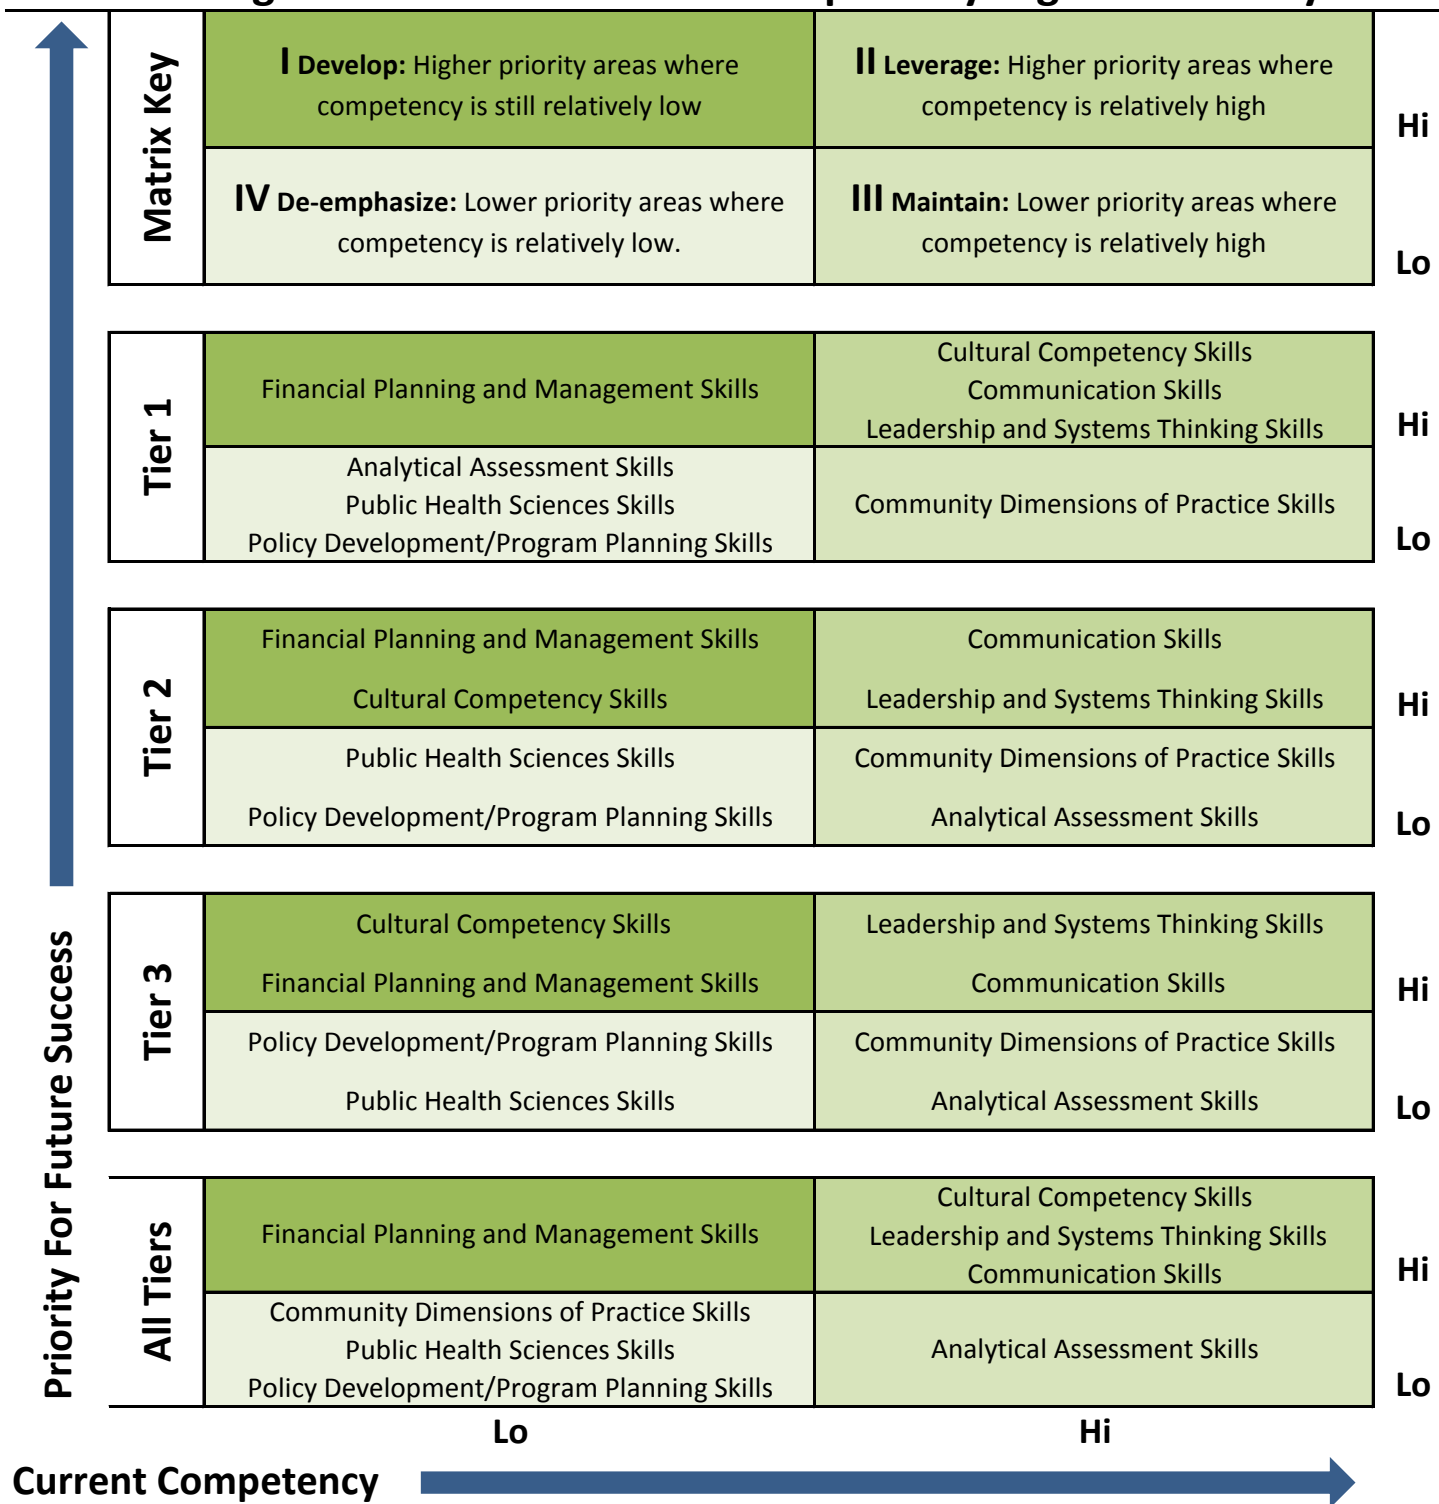 Matrix Key
I Develop: Higher priority areas where
competency is still relatively low
II Leverage: Higher priority areas where
competency is relatively high
Hi
IV De-emphasize: Lower priority areas where
competency is relatively low.
III Maintain: Lower priority areas where
competency is relatively high
Lo
Tier 1
Financial Planning and Management Skills
Cultural Competency Skills
Communication Skills
Leadership and Systems Thinking Skills
Hi
Analytical Assessment Skills
Public Health Sciences Skills
Policy Development/Program Planning Skills
Community Dimensions of Practice Skills
Lo
Tier 2
Financial Planning and Management Skills
Cultural Competency Skills
Communication Skills
Leadership and Systems Thinking Skills
Hi
Public Health Sciences Skills
Policy Development/Program Planning Skills
Community Dimensions of Practice Skills
Analytical Assessment Skills
Lo
Tier 3
Cultural Competency Skills
Financial Planning and Management Skills
Leadership and Systems Thinking Skills
Communication Skills
Hi
Policy Development/Program Planning Skills
Public Health Sciences Skills
Community Dimensions of Practice Skills
Analytical Assessment Skills
Lo
All Tiers
Financial Planning and Management Skills
Cultural Competency Skills
Leadership and Systems Thinking Skills
Communication Skills
Hi
Community Dimensions of Practice Skills
Public Health Sciences Skills
Policy Development/Program Planning Skills
Analytical Assessment Skills
Lo
Priority For Future Success
Lo
Hi
Current Competency